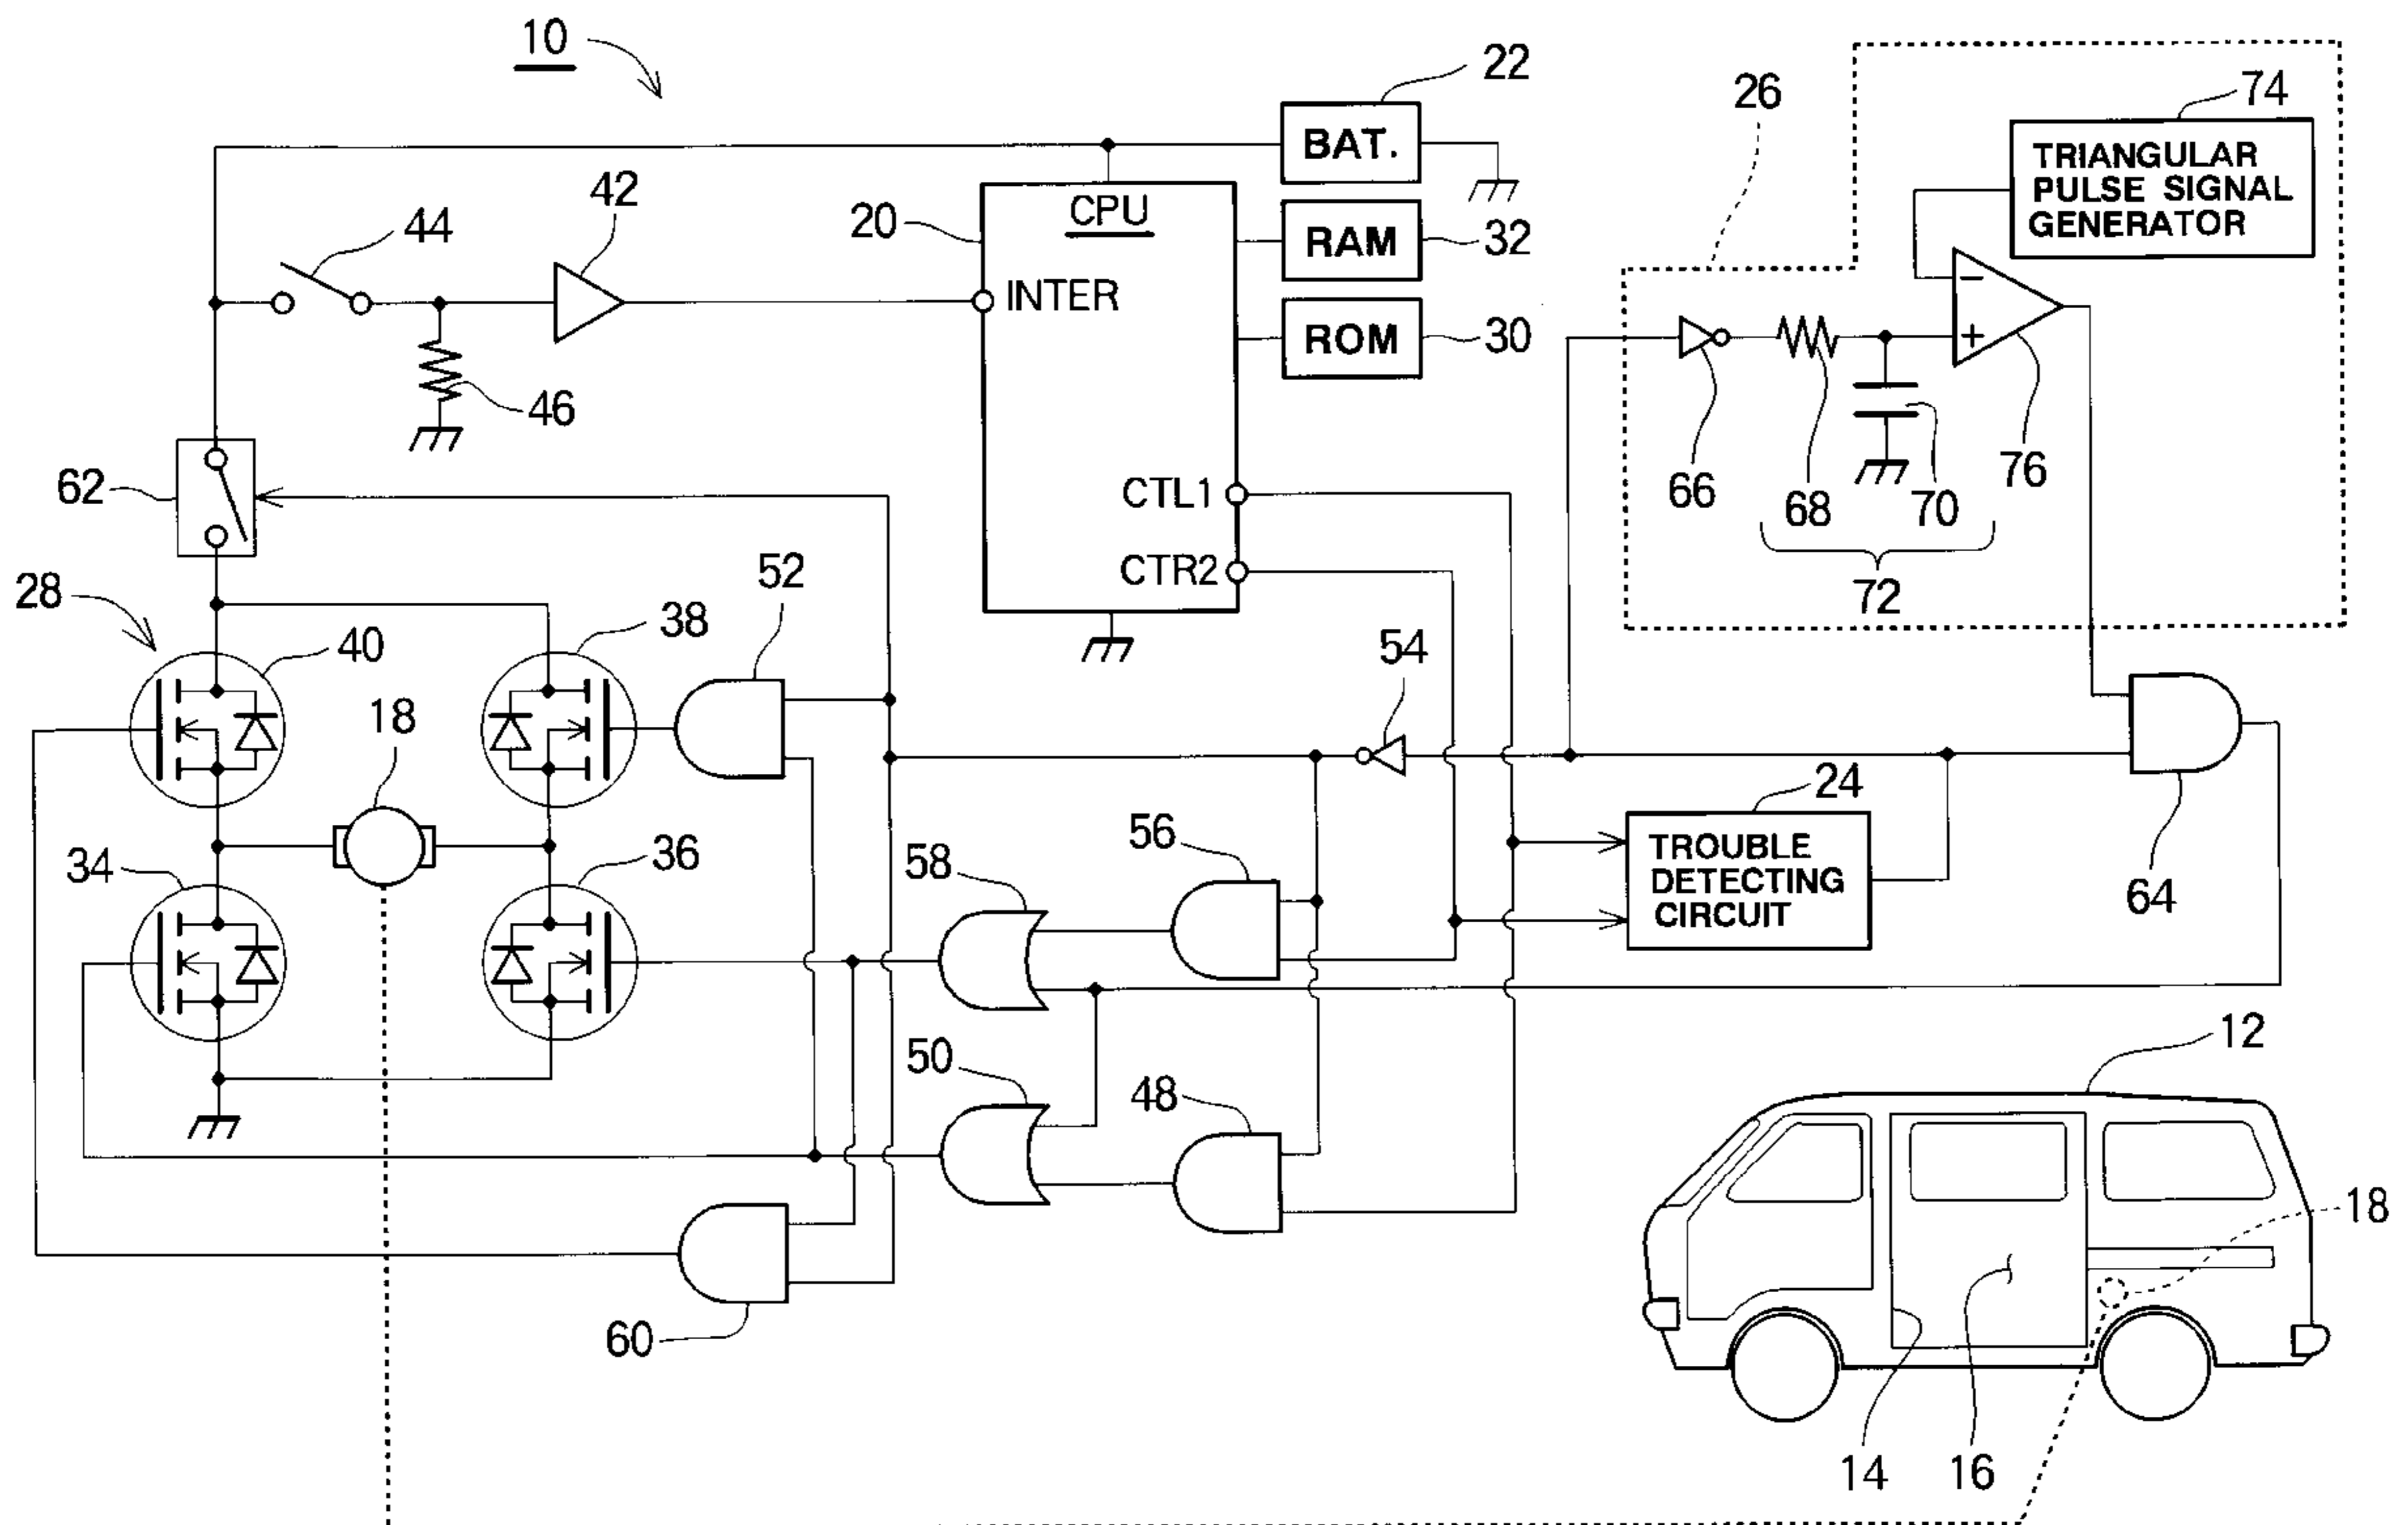 10
22
BAT.
26
74
TRIANGULAR
PULSE SIGNAL
GENERATOR
44
42
20
CPU
RAM
32
INTER
ROM
30
46
62
CTL1
CTR2
66
68
70
76
72
28
40
38
52
54
18
34
36
58
56
24
TROUBLE
DETECTING
CIRCUIT
64
50
48
12
60
18
14
16